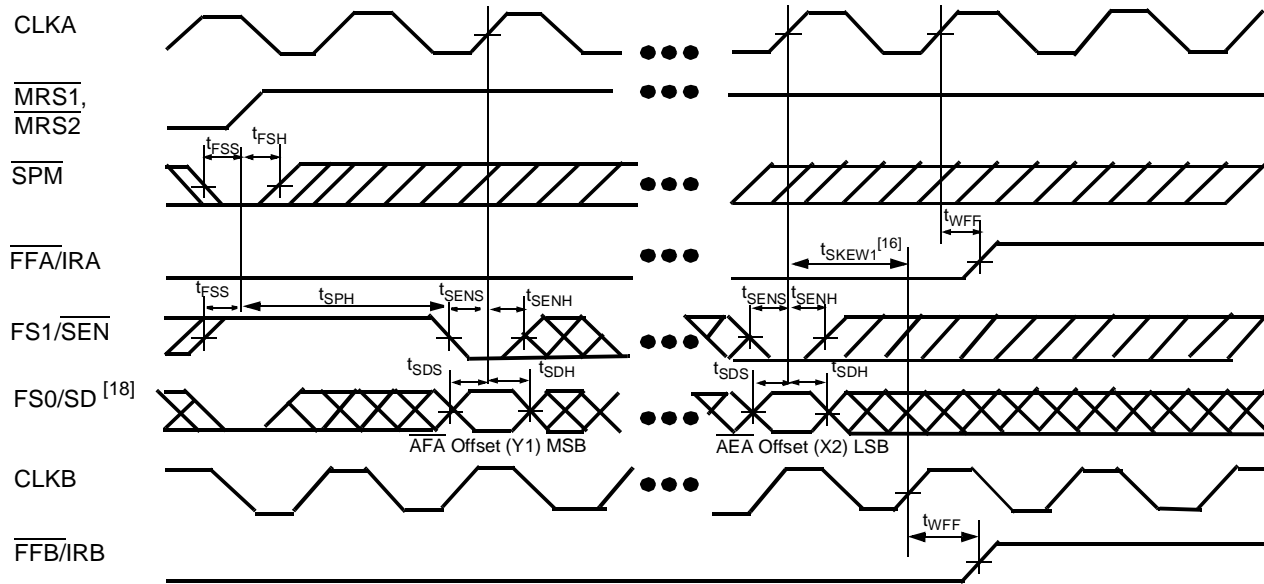 CLKA
MRS1,
MRS2
tFSS tFSH
SPM
tWFF
FFA/IRA
tSKEW1[16]
tFSS tSPH tSENS tSENH tSENS tSENH
FS1/SEN
tSDS tSDH tSDS tSDH
FS0/SD [18]
AFA Offset (Y1) MSB AEA Offset (X2) LSB
CLKB
tWFF
FFB/IRB